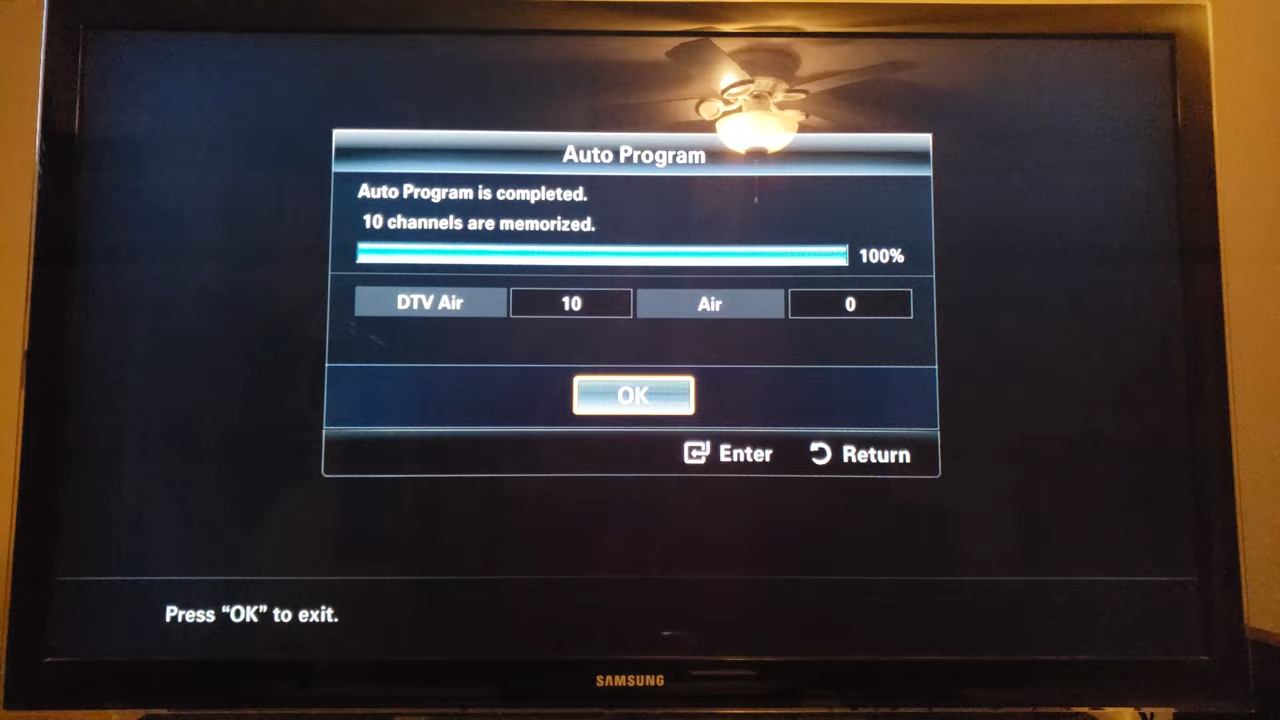 Auto Program
Auto Program is completed.
10 channels are memorized.
100%
DTV Air 10 Air 0
OK
Enter Return
Press “OK” to exit.
SAMSUNG